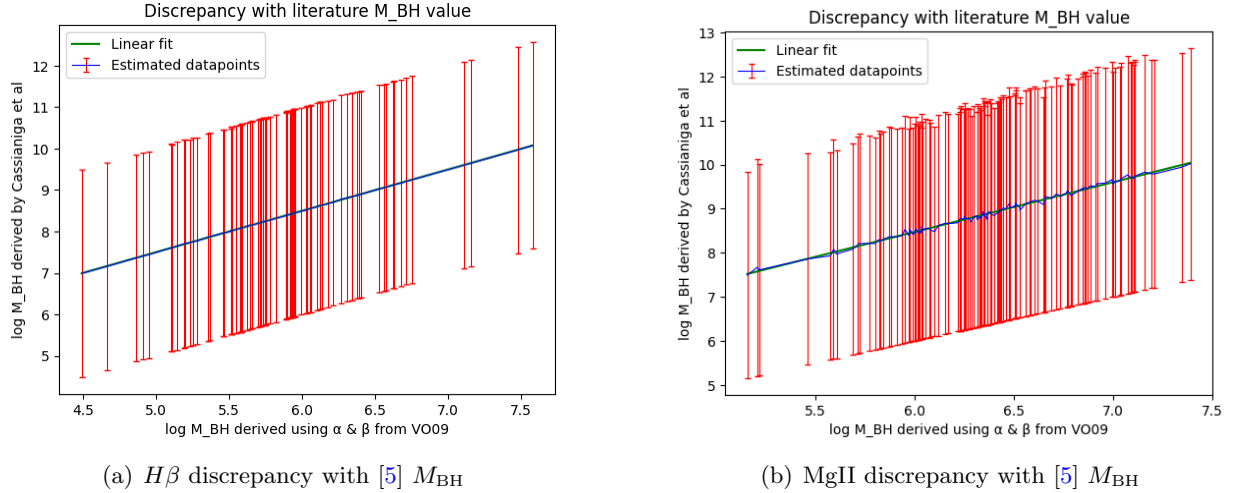 Discrepancy with literature M_BH value
Linear fit
Estimated datapoints
log M_BH derived by Cassianiga et al
12
11
10
9
8
7
6
5
4.5 5.0 5.5 6.0 6.5 7.0 7.5
log M_BH derived using α & β from VO09
(a) Hβ discrepancy with [5] M_BH
Discrepancy with literature M_BH value
Linear fit
Estimated datapoints
log M_BH derived by Cassianiga et al
13
12
11
10
9
8
7
6
5
5.5 6.0 6.5 7.0 7.5
log M_BH derived using α & β from VO09
(b) MgII discrepancy with [5] M_BH